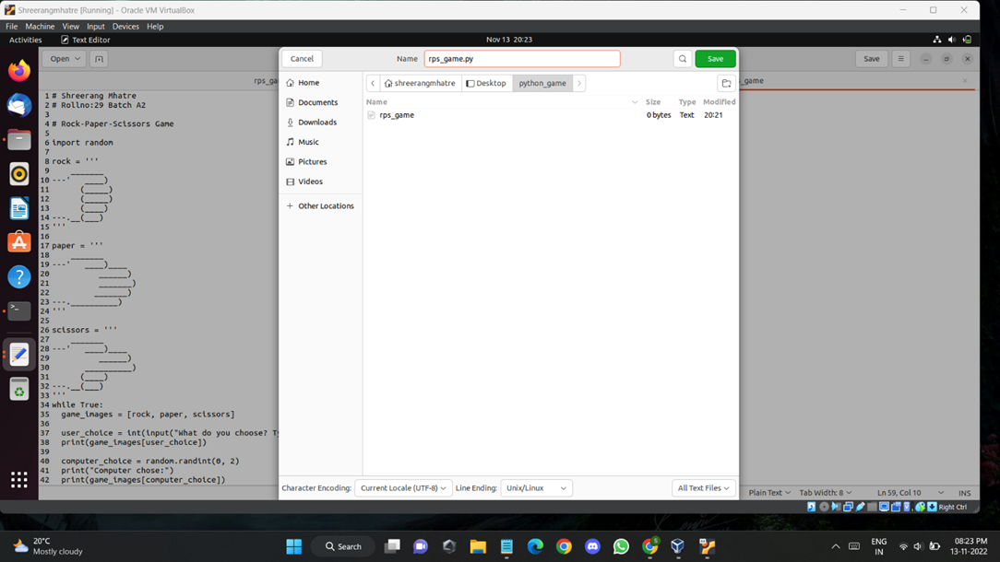 Shreerangmhatre [Running] - Oracle VM VirtualBox
File Machine View Input Devices Help
Activities Text Editor Nov 13 20:23
Open Save
Cancel Name rps_game.py Save
rps_ga _game
Home
Documents
Downloads
Music
Pictures
Videos
Other Locations
shreerangmhatre Desktop python_game
Name Size Type Modified
rps_game 0 bytes Text 20:21
1 # Shreerang Mhatre
2 # Rollno:29 Batch A2
3
4 # Rock-Paper-Scissors Game
5
6 import random
7
8 rock = '''
9 _______
10 ---' ____)
11 (_____)
12 (_____)
13 (____)
14 ---.__(___)
15 '''
16
17 paper = '''
18 _______
19 ---' ____)____
20 ______)
21 _______)
22 _______)
23 ---.__________)
24 '''
25
26 scissors = '''
27 _______
28 ---' ____)____
29 ______)
30 __________)
31 (____)
32 ---.__(___)
33 '''
34 while True:
35 game_images = [rock, paper, scissors]
36
37 user_choice = int(input("What do you choose? Ty
38 print(game_images[user_choice])
39
40 computer_choice = random.randint(0, 2)
41 print("Computer chose:")
42 print(game_images[computer_choice])
Character Encoding: Current Locale (UTF-8) Line Ending: Unix/Linux All Text Files
Plain Text Tab Width: 8 Ln 59, Col 10 INS
Right Ctrl
20°C
Mostly cloudy
Search
ENG
IN
08:23 PM
13-11-2022